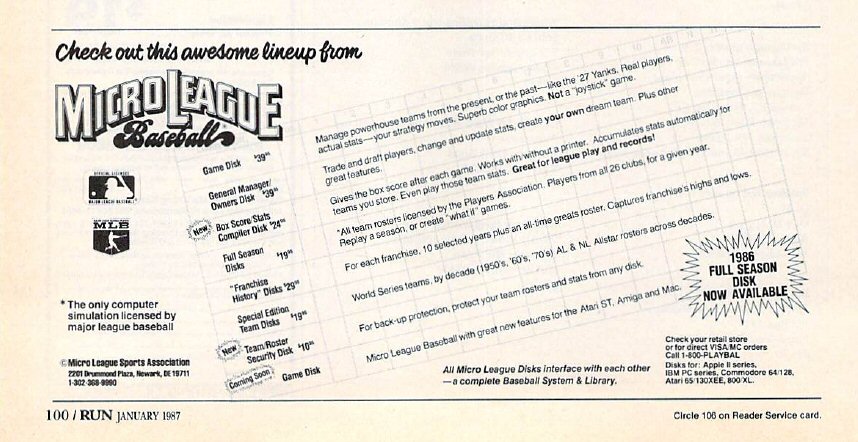 Check out this awesome lineup from
MICRO LEAGUE
Baseball
OFFICIAL LICENSEE
MAJOR LEAGUE BASEBALL
MLB
* The only computer
simulation licensed by
major league baseball
© Micro League Sports Association
2201 Drummond Plaza, Newark, DE 19711
1-302-368-9990
Game Disk $39⁹⁵
Manage powerhouse teams from the present, or the past—like the '27 Yanks. Real players,
actual stats—your strategy moves. Superb color graphics. Not a "joystick" game.
General Manager/
Owners Disk $39⁹⁵
Trade and draft players, change and update stats, create your own dream team. Plus other
great features.
New Box Score/Stats
Compiler Disk $24⁹⁵
Gives the box score after each game. Works with/without a printer. Accumulates stats automatically for
teams you store. Even play those team stats. Great for league play and records!
Full Season
Disks $19⁹⁵
*All team rosters licensed by the Players Association. Players from all 26 clubs, for a given year.
Replay a season, or create "what if" games.
"Franchise
History" Disks $29⁹⁵
For each franchise, 10 selected years plus an all-time greats roster. Captures franchise's highs and lows.
Special Edition
Team Disks $19⁹⁵
World Series teams, by decade (1950's, '60's, '70's) AL & NL Allstar rosters across decades.
New Team/Roster
Security Disk $10⁰⁰
For back-up protection, protect your team rosters and stats from any disk.
Coming Soon Game Disk
Micro League Baseball with great new features for the Atari ST, Amiga and Mac.
1986
FULL SEASON
DISK
NOW AVAILABLE
All Micro League Disks interface with each other
—a complete Baseball System & Library.
Check your retail store
or for direct VISA/MC orders
Call 1-800-PLAYBAL
Disks for: Apple II series,
IBM PC series, Commodore 64/128,
Atari 65/130XEE, 800/XL.
100 / RUN JANUARY 1987
Circle 106 on Reader Service card.